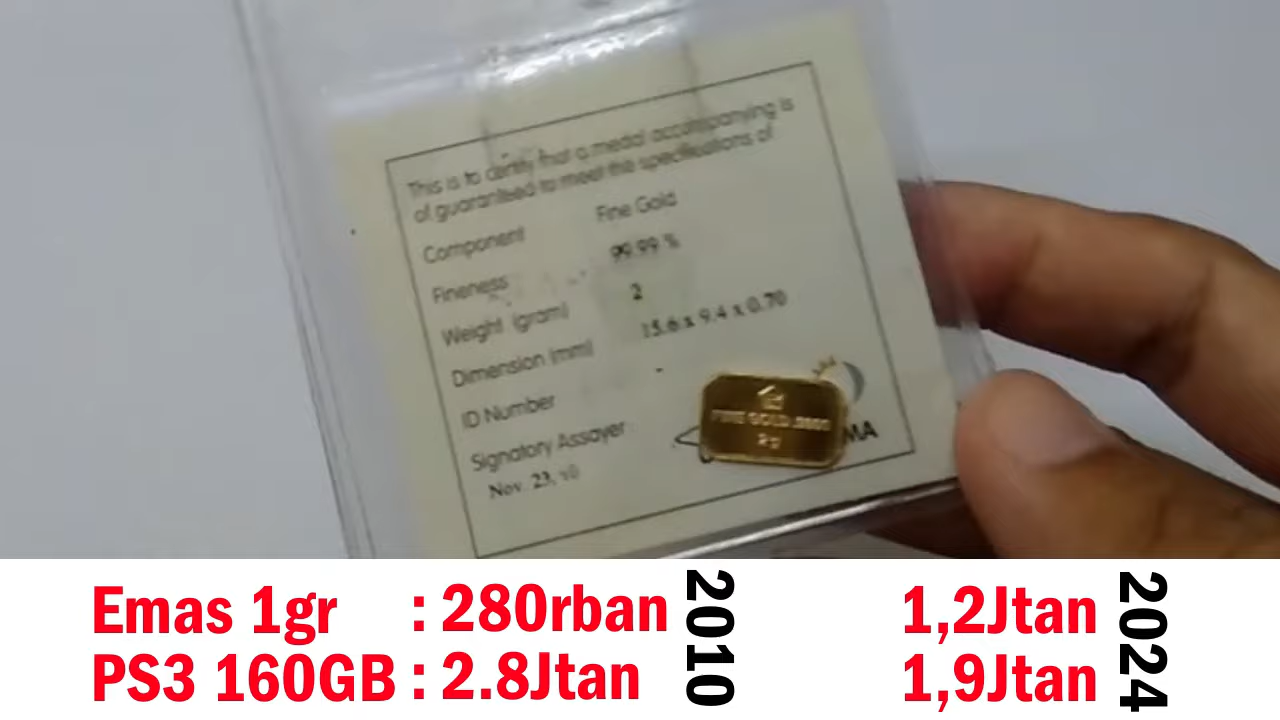 This is to certify that a medal accompanying is
of guaranteed to meet the specifications of
Component Fine Gold
Fineness 99.99 %
Weight (gram) 2
Dimension (mm) 15.6 x 9.4 x 0.70
ID Number
Signatory Assayer
FINE GOLD
2 g
MA
Nov. 23,
Emas 1gr : 280rban 2010 1,2Jtan 2024
PS3 160GB : 2.8Jtan 1,9Jtan